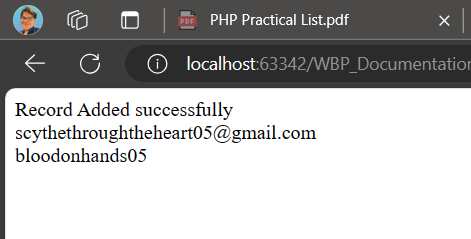 PHP Practical List.pdf
localhost:63342/WBP_Documentation
Record Added successfully
scythethroughtheheart05@gmail.com
bloodonhands05